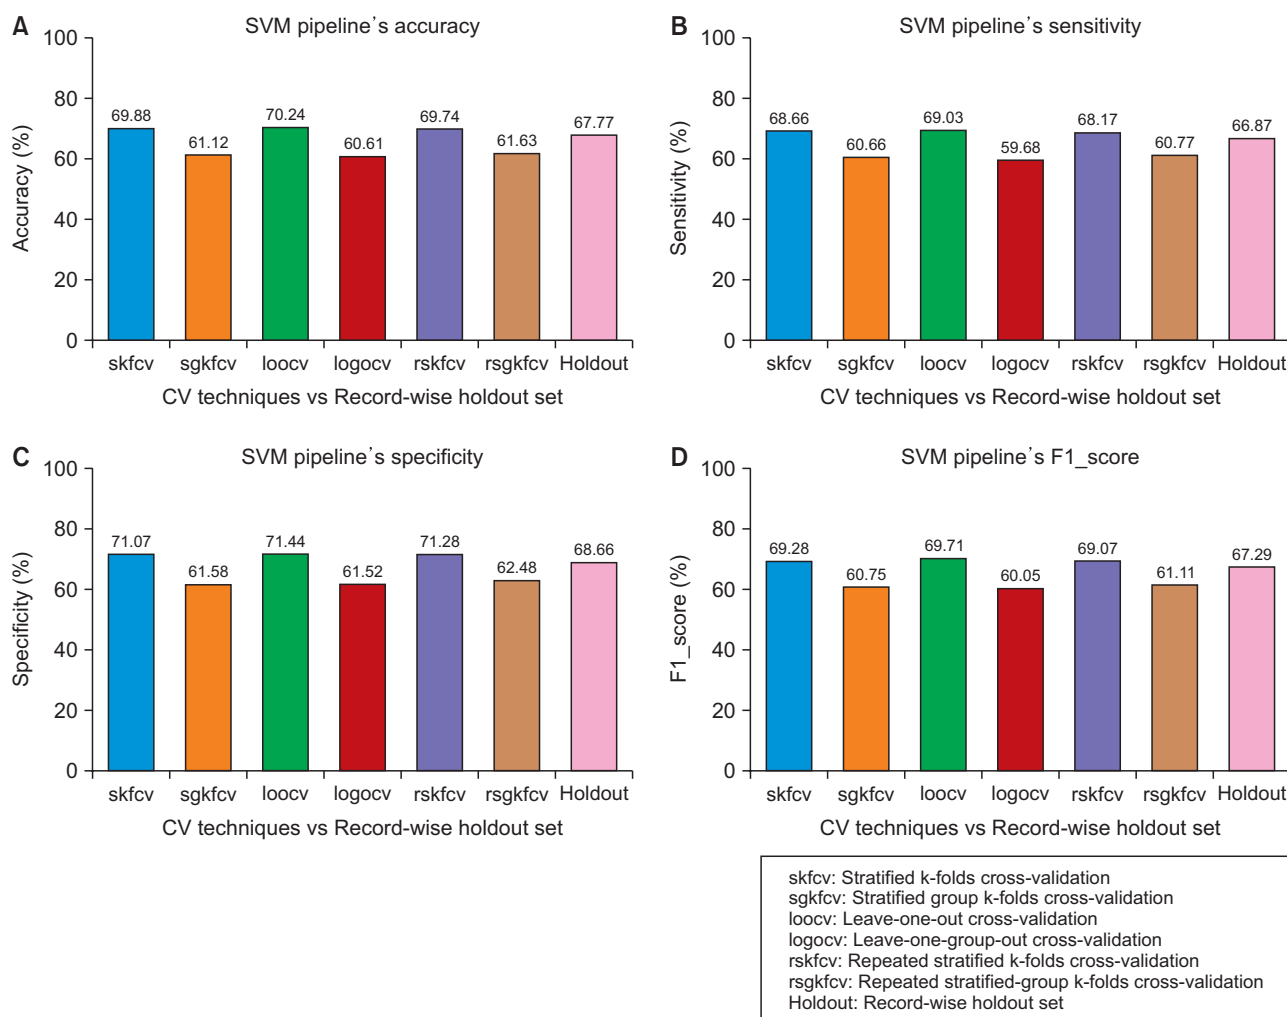 A
SVM pipeline's accuracy
100
80
60
40
20
0
Accuracy (%)
69.88
61.12
70.24
60.61
69.74
61.63
67.77
skfcv sgkfcv loocv logocv rskfcv rsgkfcv Holdout
CV techniques vs Record-wise holdout set
B
SVM pipeline's sensitivity
100
80
60
40
20
0
Sensitivity (%)
68.66
60.66
69.03
59.68
68.17
60.77
66.87
skfcv sgkfcv loocv logocv rskfcv rsgkfcv Holdout
CV techniques vs Record-wise holdout set
C
SVM pipeline's specificity
100
80
60
40
20
0
Specificity (%)
71.07
61.58
71.44
61.52
71.28
62.48
68.66
skfcv sgkfcv loocv logocv rskfcv rsgkfcv Holdout
CV techniques vs Record-wise holdout set
D
SVM pipeline's F1_score
100
80
60
40
20
0
F1_score (%)
69.28
60.75
69.71
60.05
69.07
61.11
67.29
skfcv sgkfcv loocv logocv rskfcv rsgkfcv Holdout
CV techniques vs Record-wise holdout set
skfcv: Stratified k-folds cross-validation
sgkfcv: Stratified group k-folds cross-validation
loocv: Leave-one-out cross-validation
logocv: Leave-one-group-out cross-validation
rskfcv: Repeated stratified k-folds cross-validation
rsgkfcv: Repeated stratified-group k-folds cross-validation
Holdout: Record-wise holdout set